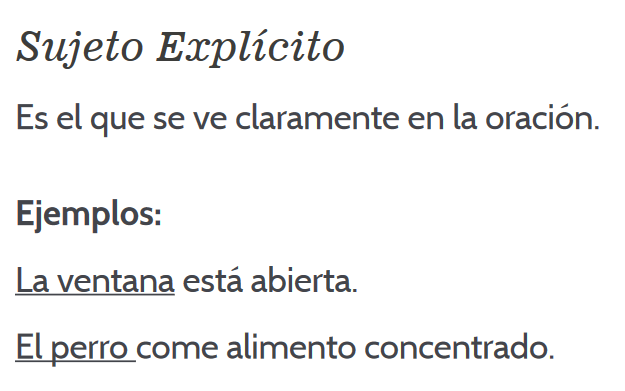 Sujeto Explícito
Es el que se ve claramente en la oración.
Ejemplos:
La ventana está abierta.
El perro come alimento concentrado.